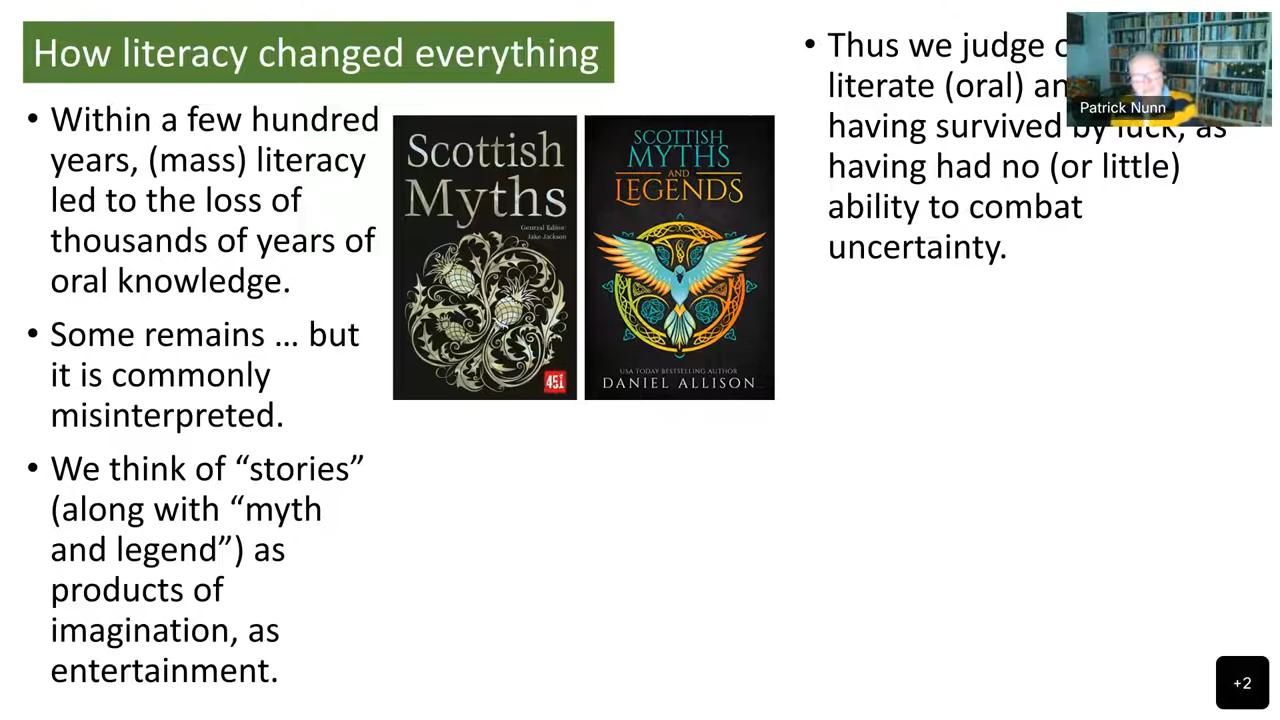 How literacy changed everything
• Within a few hundred
years, (mass) literacy
led to the loss of
thousands of years of
oral knowledge.
• Some remains … but
it is commonly
misinterpreted.
• We think of “stories”
(along with “myth
and legend”) as
products of
imagination, as
entertainment.
Scottish
Myths
General Editor:
Jake Jackson
451
SCOTTISH
MYTHS
AND
LEGENDS
USA TODAY BESTSELLING AUTHOR
DANIEL ALLISON
• Thus we judge
literate (oral)
having survived by luck, as
having had no (or little)
ability to combat
uncertainty.
Patrick Nunn
+2